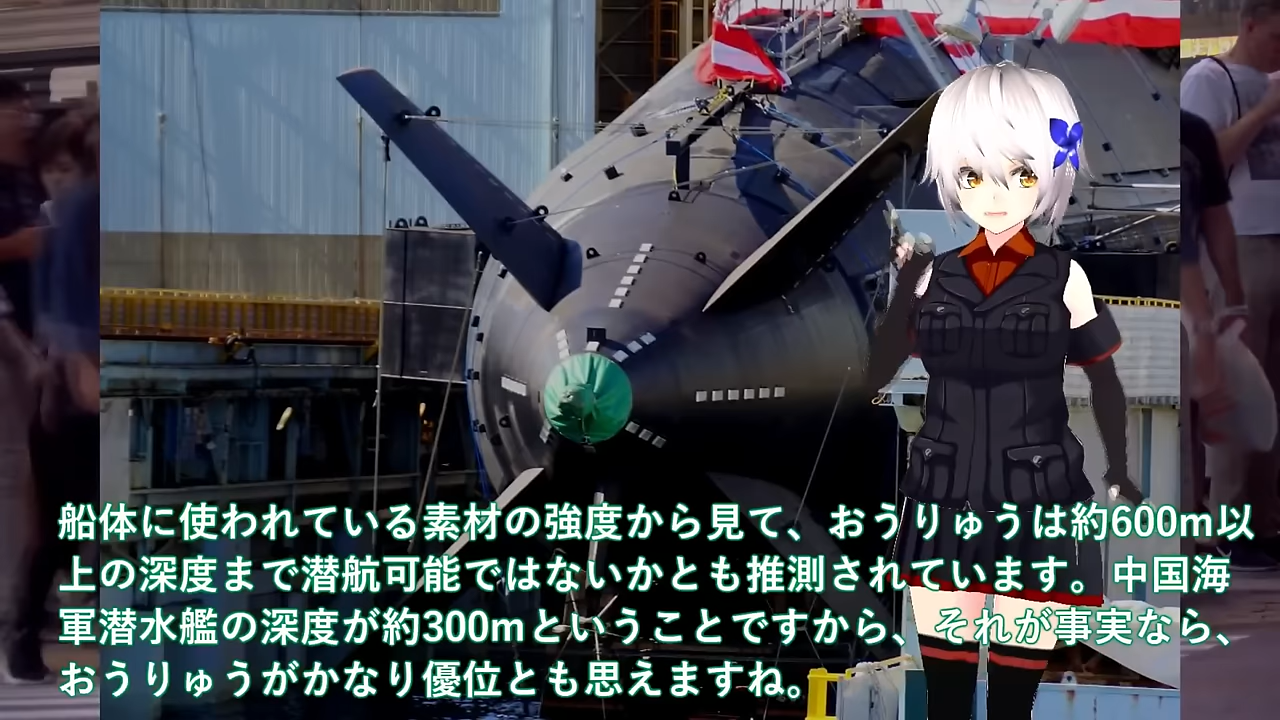 船体に使われている素材の強度から見て、おうりゅうは約600m以
上の深度まで潜航可能ではないかとも推測されています。中国海
軍潜水艦の深度が約300mということですから、それが事実なら、
おうりゅうがかなり優位とも思えますね。